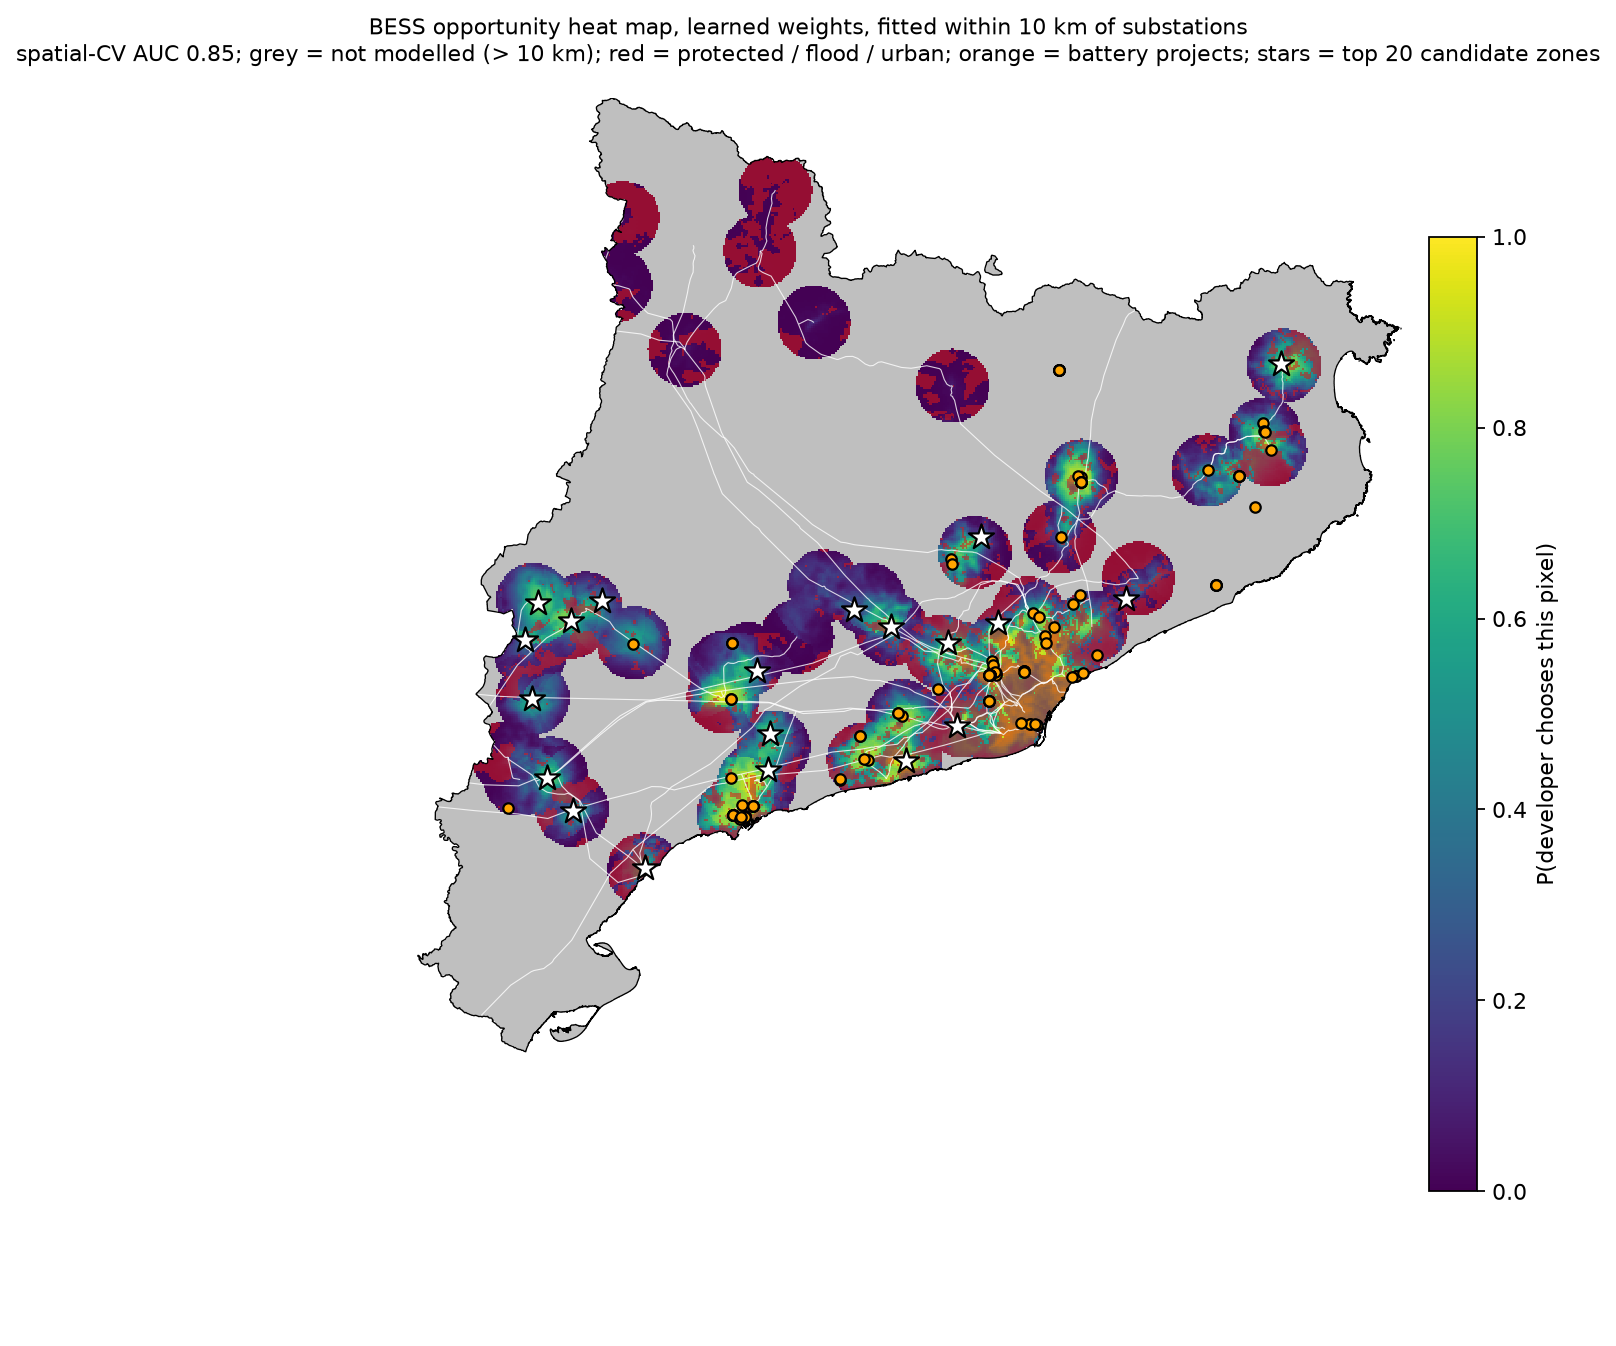 BESS opportunity heat map, learned weights, fitted within 10 km of substations
spatial-CV AUC 0.85; grey = not modelled (> 10 km); red = protected / flood / urban; orange = battery projects; stars = top 20 candidate zones
1.0
0.8
0.6
0.4
0.2
0.0
P(developer chooses this pixel)